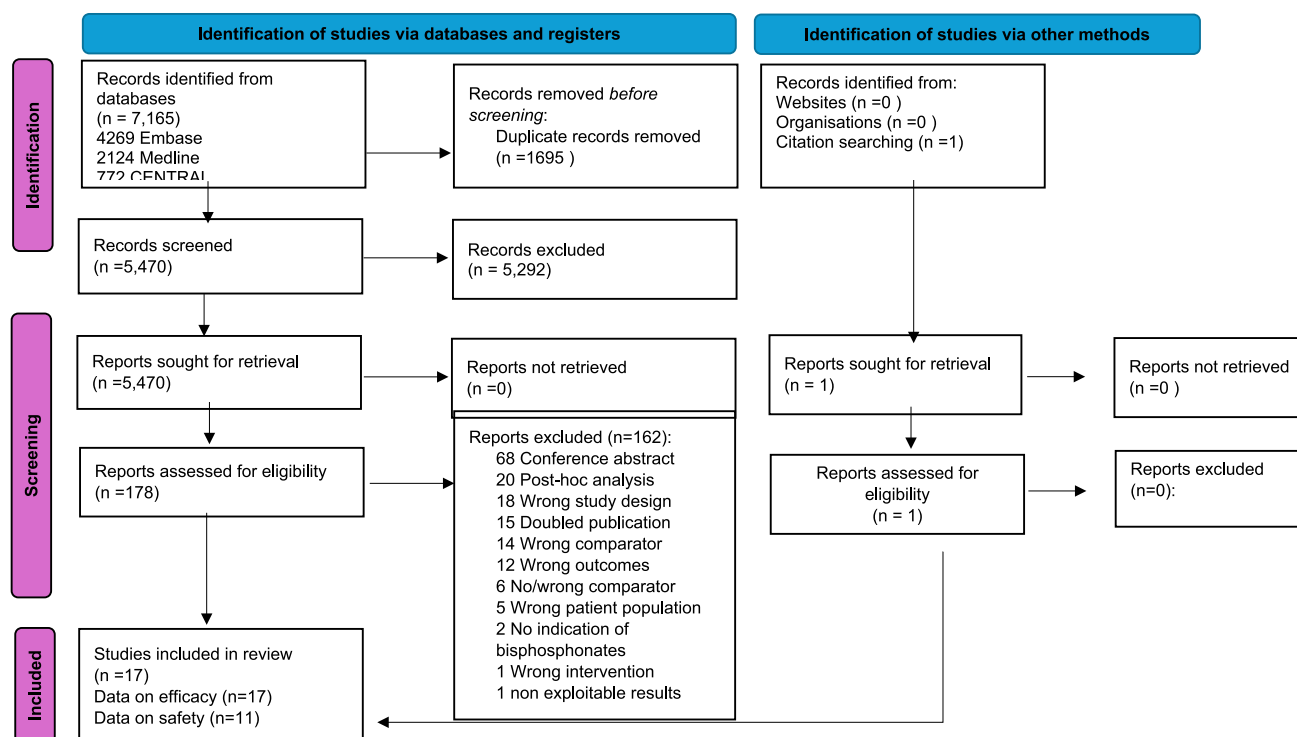 Identification of studies via databases and registers
Identification of studies via other methods
Identification
Records identified from
databases
(n = 7,165)
4269 Embase
2124 Medline
772 CENTRAL
Records removed before
screening:
Duplicate records removed
(n =1695 )
Records identified from:
Websites (n =0 )
Organisations (n =0 )
Citation searching (n =1)
Records screened
(n =5,470)
Records excluded
(n = 5,292)
Screening
Reports sought for retrieval
(n =5,470)
Reports not retrieved
(n =0)
Reports sought for retrieval
(n = 1)
Reports not retrieved
(n =0 )
Reports assessed for eligibility
(n =178)
Reports excluded (n=162):
68 Conference abstract
20 Post-hoc analysis
18 Wrong study design
15 Doubled publication
14 Wrong comparator
12 Wrong outcomes
6 No/wrong comparator
5 Wrong patient population
2 No indication of
bisphosphonates
1 Wrong intervention
1 non exploitable results
Reports assessed for
eligibility
(n = 1)
Reports excluded
(n=0):
Included
Studies included in review
(n =17)
Data on efficacy (n=17)
Data on safety (n=11)